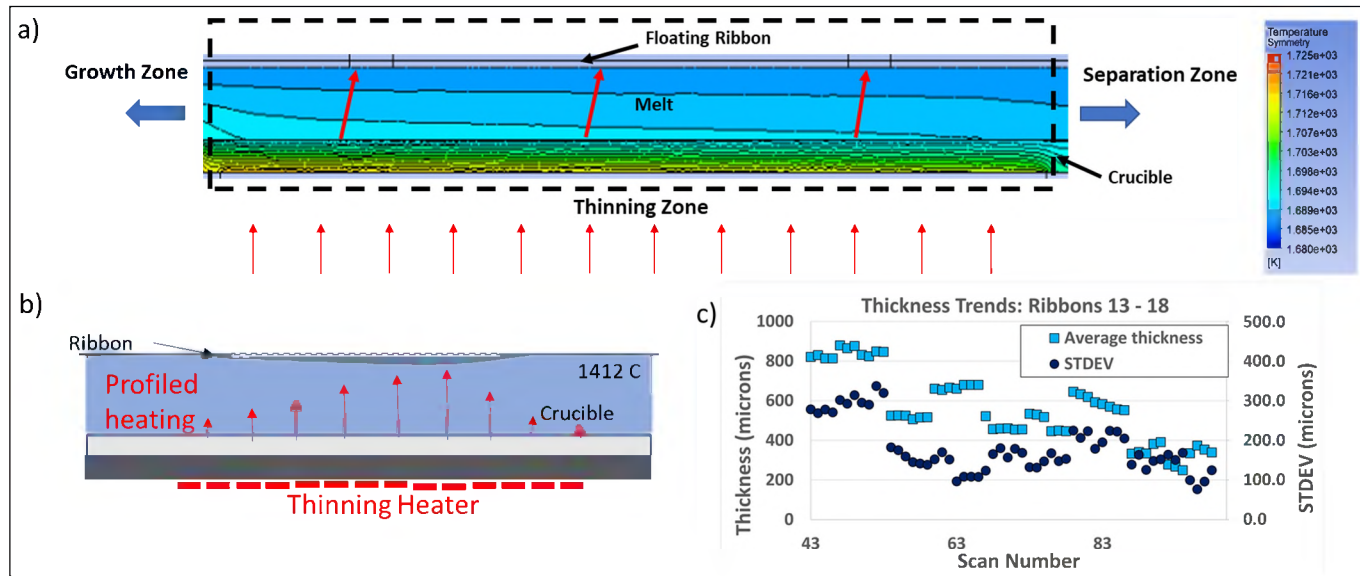 a)
Floating Ribbon
Growth Zone
Separation Zone
Melt
Crucible
Thinning Zone
Temperature
Symmetry
1.725e+03
1.721e+03
1.716e+03
1.712e+03
1.707e+03
1.703e+03
1.698e+03
1.694e+03
1.689e+03
1.685e+03
1.680e+03
[K]
b)
Ribbon
1412 C
Profiled
heating
Crucible
Thinning Heater
c)
Thickness Trends: Ribbons 13 - 18
Average thickness
STDEV
Thickness (microns)
1000
800
600
400
200
0
500.0
400.0
300.0
200.0
100.0
0.0
STDEV (microns)
43
63
83
Scan Number